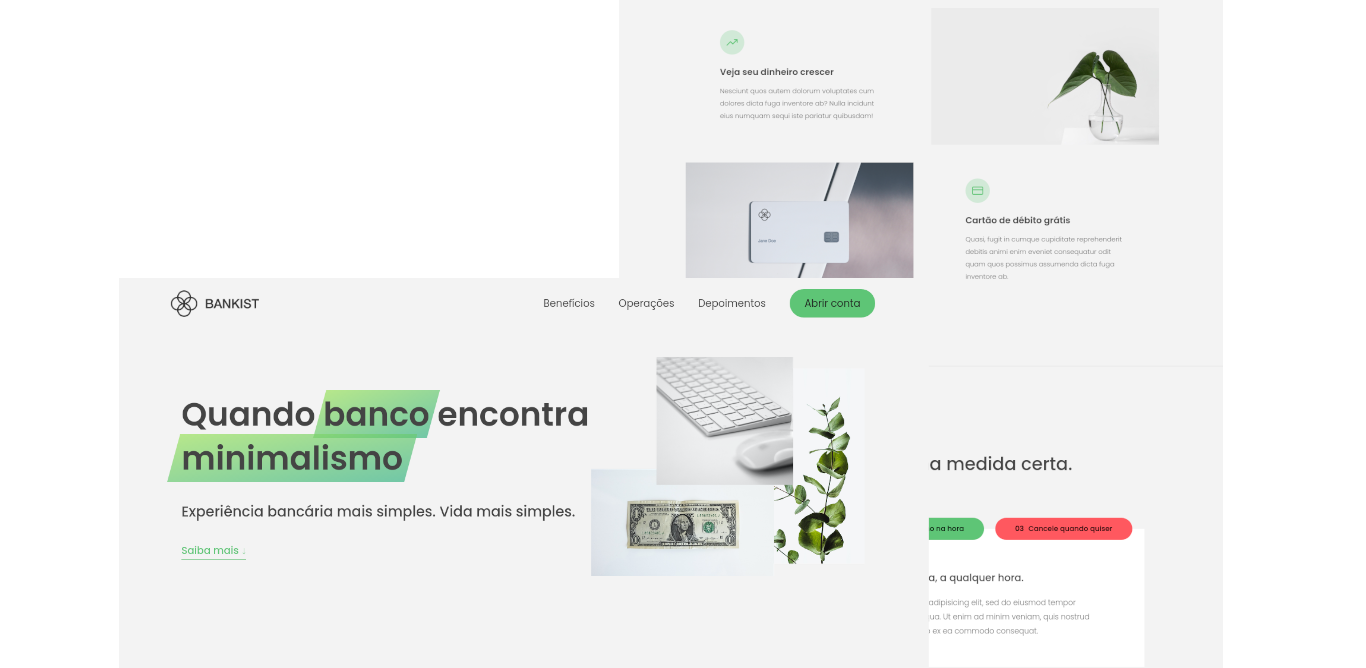 Veja seu dinheiro crescer
Nesciunt quos autem dolorum voluptates cum
dolores dicta fuga inventore ab? Nulla incidunt
eius numquam sequi iste pariatur quibusdam!
Cartão de débito grátis
Quasi, fugit in cumque cupiditate reprehenderit
debitis animi enim eveniet consequatur odit
quam quos possimus assumenda dicta fuga
inventore ab.
BANKIST
Benefícios
Operações
Depoimentos
Abrir conta
Quando banco encontra
minimalismo
Experiência bancária mais simples. Vida mais simples.
Saiba mais ↓
a medida certa.
o na hora
03 Cancele quando quiser
a, a qualquer hora.
adipisicing elit, sed do eiusmod tempor
ua. Ut enim ad minim veniam, quis nostrud
ex ea commodo consequat.